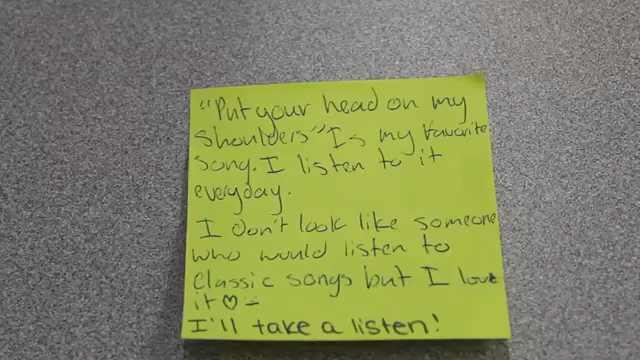 "Put your head on my
shoulders" Is my favorite
song. I listen to it
everyday.
I don't look like someone
who would listen to
classic songs but I love
it ♡
I'll take a listen!